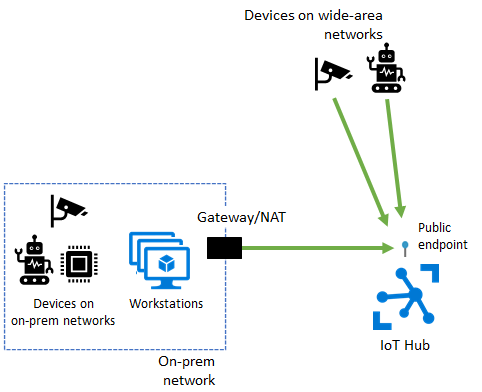 Devices on wide-area
networks
Gateway/NAT
Public
endpoint
Devices on
on-prem networks
Workstations
IoT Hub
On-prem
network